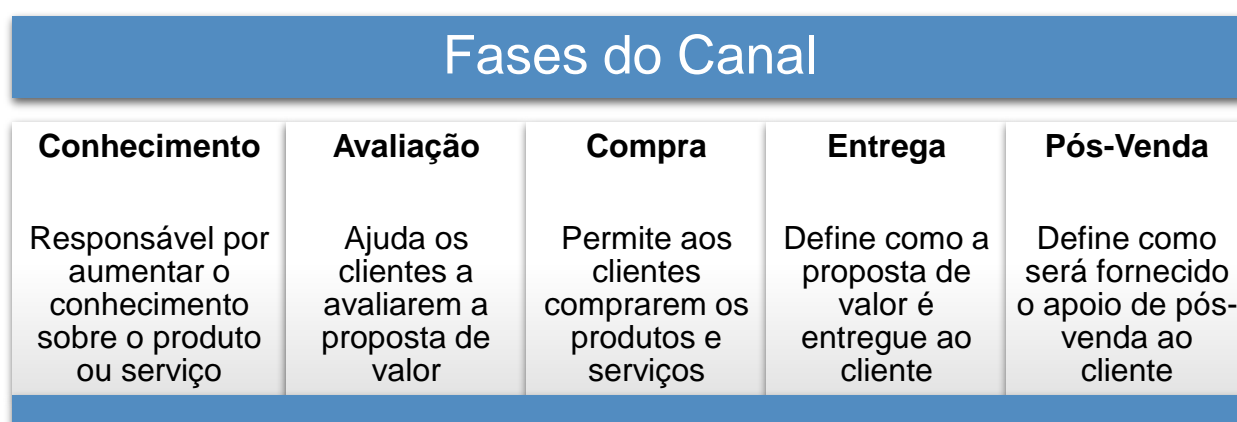 Fases do Canal
Conhecimento
Responsável por
aumentar o
conhecimento
sobre o produto
ou serviço
Avaliação
Ajuda os
clientes a
avaliarem a
proposta de
valor
Compra
Permite aos
clientes
comprarem os
produtos e
serviços
Entrega
Define como a
proposta de
valor é
entregue ao
cliente
Pós-Venda
Define como
será fornecido
o apoio de pós-
venda ao
cliente